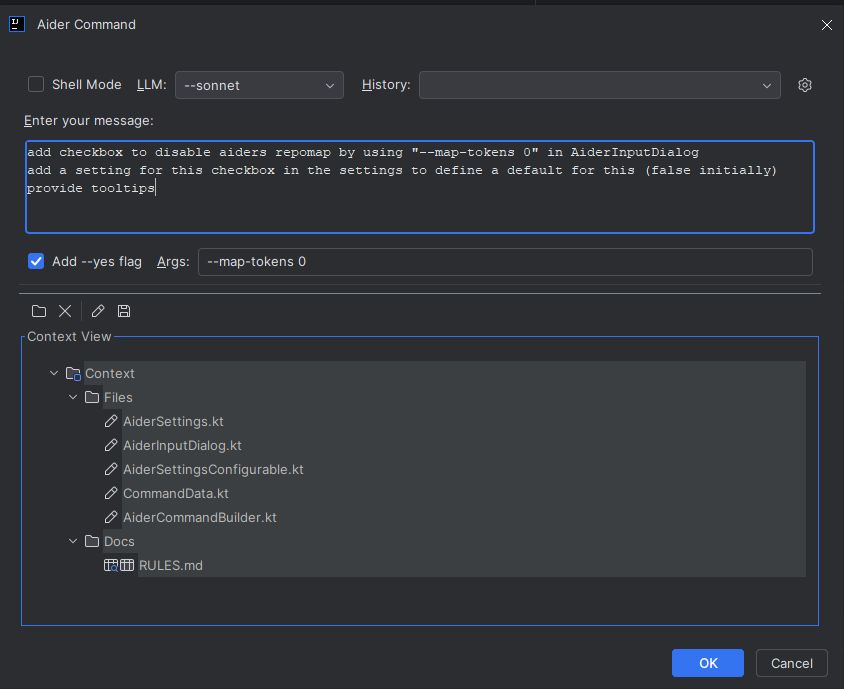 Aider Command
Shell Mode LLM: --sonnet History:
Enter your message:
add checkbox to disable aiders repomap by using "--map-tokens 0" in AiderInputDialog
add a setting for this checkbox in the settings to define a default for this (false initially)
provide tooltips
Add --yes flag Args: --map-tokens 0
Context View
Context
Files
AiderSettings.kt
AiderInputDialog.kt
AiderSettingsConfigurable.kt
CommandData.kt
AiderCommandBuilder.kt
Docs
RULES.md
OK Cancel